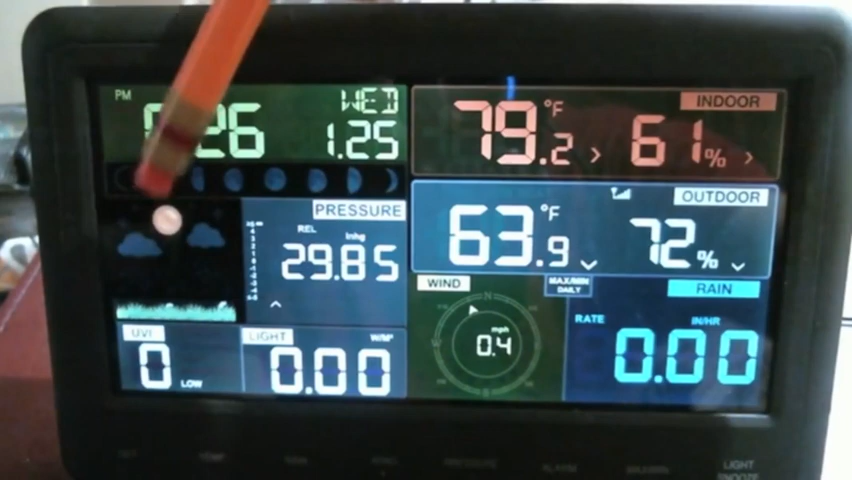 PM
26
WED
1.25
INDOOR
79.2 °F
61%
OUTDOOR
63.9 °F
72%
PRESSURE
REL
InHg
29.85
WIND
MAX/MIN
DAILY
RAIN
RATE
IN/HR
0.00
N
mph
0.4
UVI
0 LOW
LIGHT
W/M²
0.00
LIGHT
SNOOZE